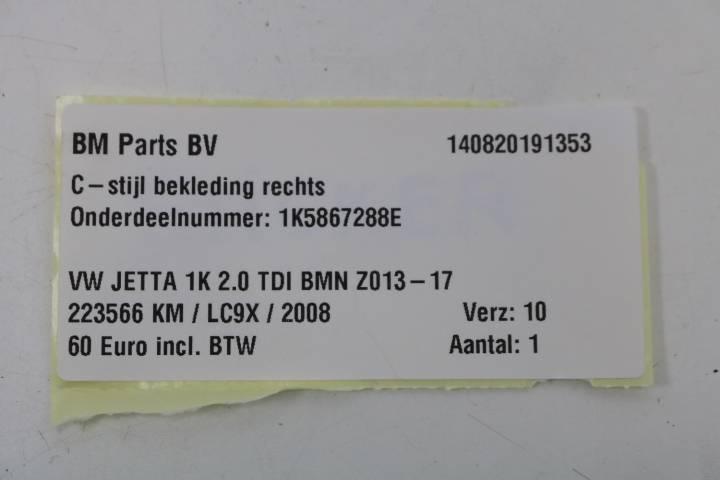 BM Parts BV 140820191353
C-stijl bekleding rechts
Onderdeelnummer: 1K5867288E
VW JETTA 1K 2.0 TDI BMN Z013-17
223566 KM / LC9X / 2008 Verz: 10
60 Euro incl. BTW Aantal: 1